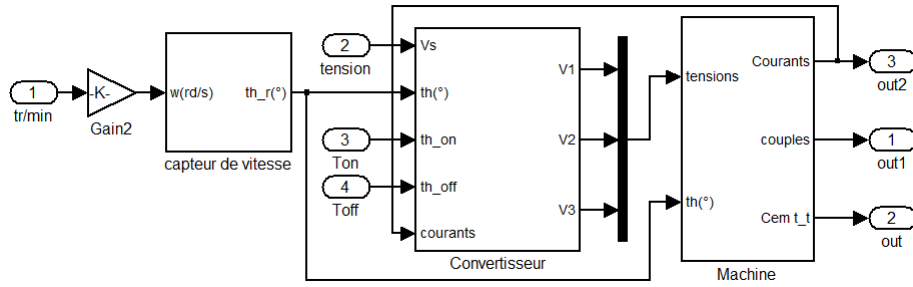 1
tr/min
-K-
Gain2
w(rd/s)
th_r(°)
capteur de vitesse
2
tension
3
Ton
4
Toff
Vs
th(°)
th_on
th_off
courants
V1
V2
V3
Convertisseur
tensions
th(°)
Courants
couples
Cem t_t
Machine
3
out2
1
out1
2
out